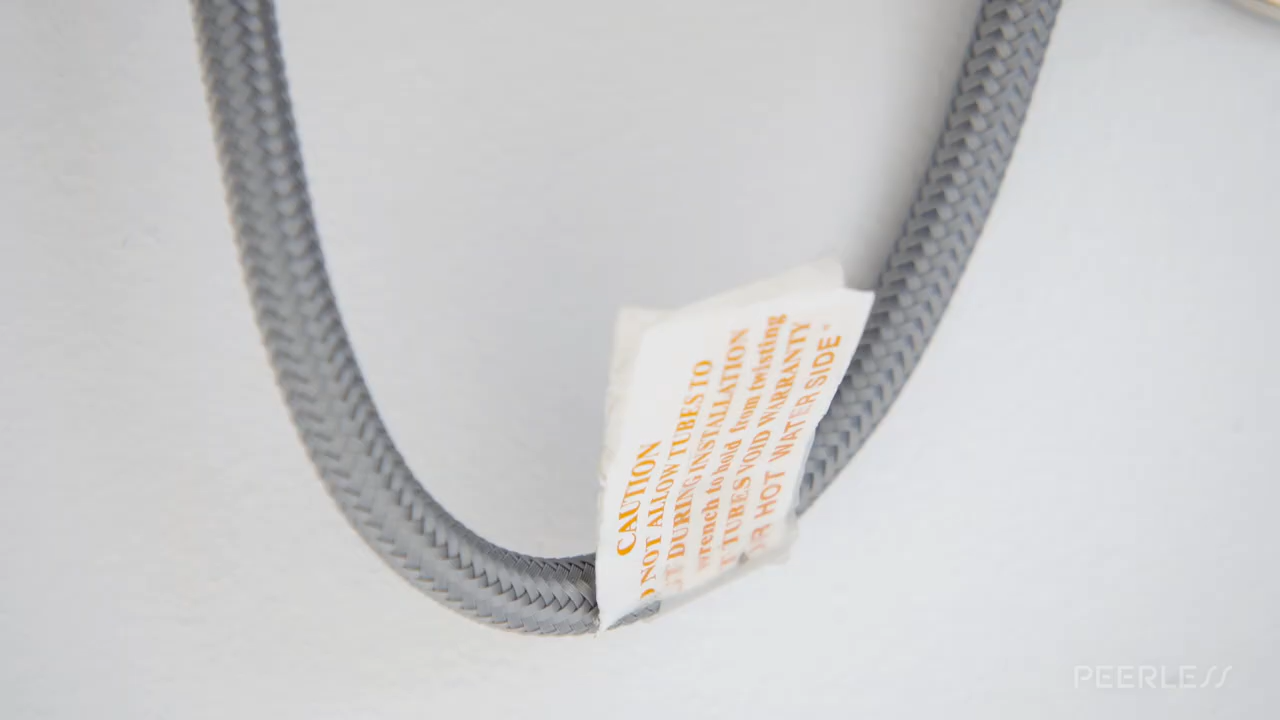 CAUTION
NOT ALLOW TUBES TO
DURING INSTALLATION
wrench to hold from twisting
TUBES VOID WARRANTY
OR HOT WATER SIDE
PEERLESS